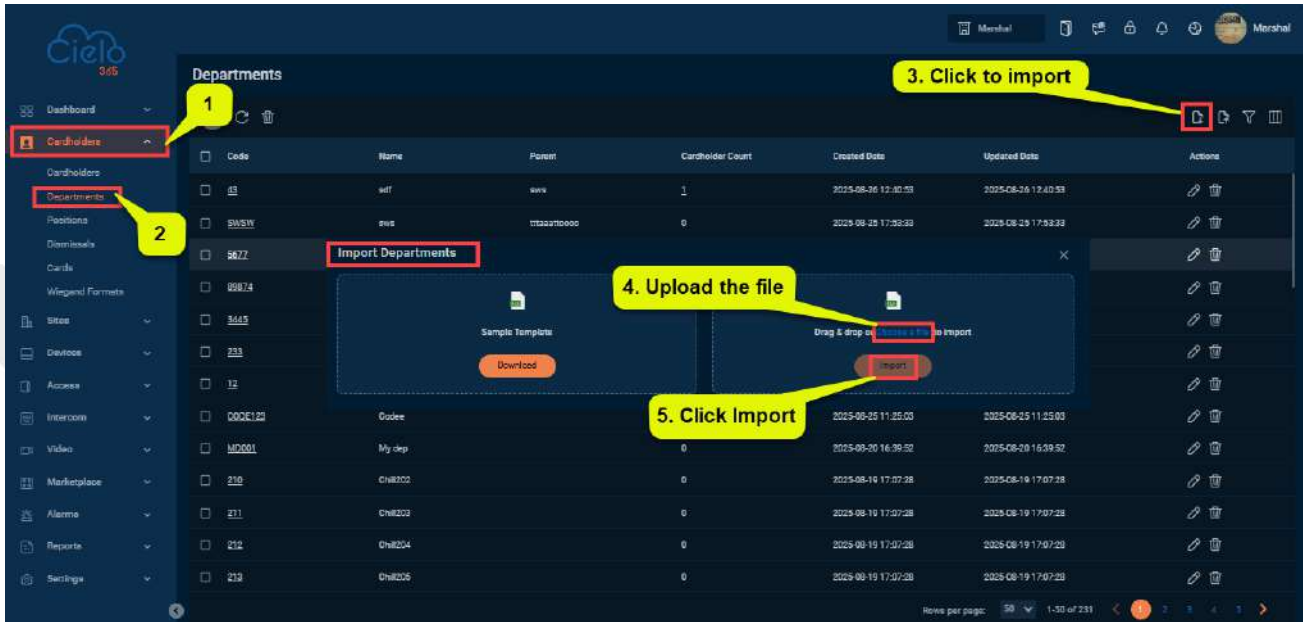 Cielo
365
Marshal
Marshal
Departments
3. Click to import
1
Dashboard
Cardholders
Code Name Parent Cardholder Count Created Date Updated Date Actions
Cardholders
d3 sdf sws 1 2025-08-26 12:40:53 2025-08-26 12:40:53
Departments
Positions
SWSW sws 0 2025-08-25 17:53:33 2025-08-25 17:53:33
2
Dismissals
5677
Import Departments
Cards
4. Upload the file
Wiegand Formats
89874
Sites
3445
Sample Template
Drag & drop or Choose a file to import
Devices
233
Download
Import
Access
12
5. Click Import
Intercom
CODE123 Codee 2025-08-25 11:25:03 2025-08-25 11:25:03
Video
MD001 My dep 0 2025-08-20 16:39:52 2025-08-20 16:39:52
Marketplace
210 Chill202 0 2025-08-19 17:07:28 2025-08-19 17:07:28
Alarms
211 Chill203 0 2025-08-19 17:07:28 2025-08-19 17:07:28
Reports
212 Chill204 0 2025-08-19 17:07:28 2025-08-19 17:07:28
Settings
213 Chill205 0 2025-08-19 17:07:28 2025-08-19 17:07:28
Rows per page: 50 1-50 of 231 1 2 3 4 5